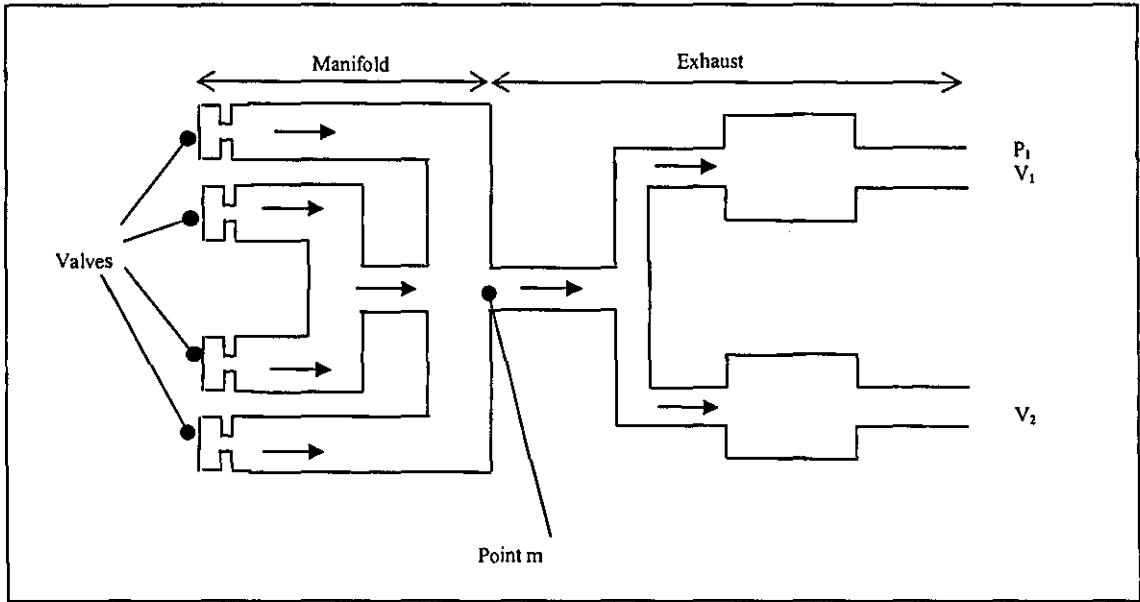 Manifold
Exhaust
P₁
V₁
Valves
V₂
Point m